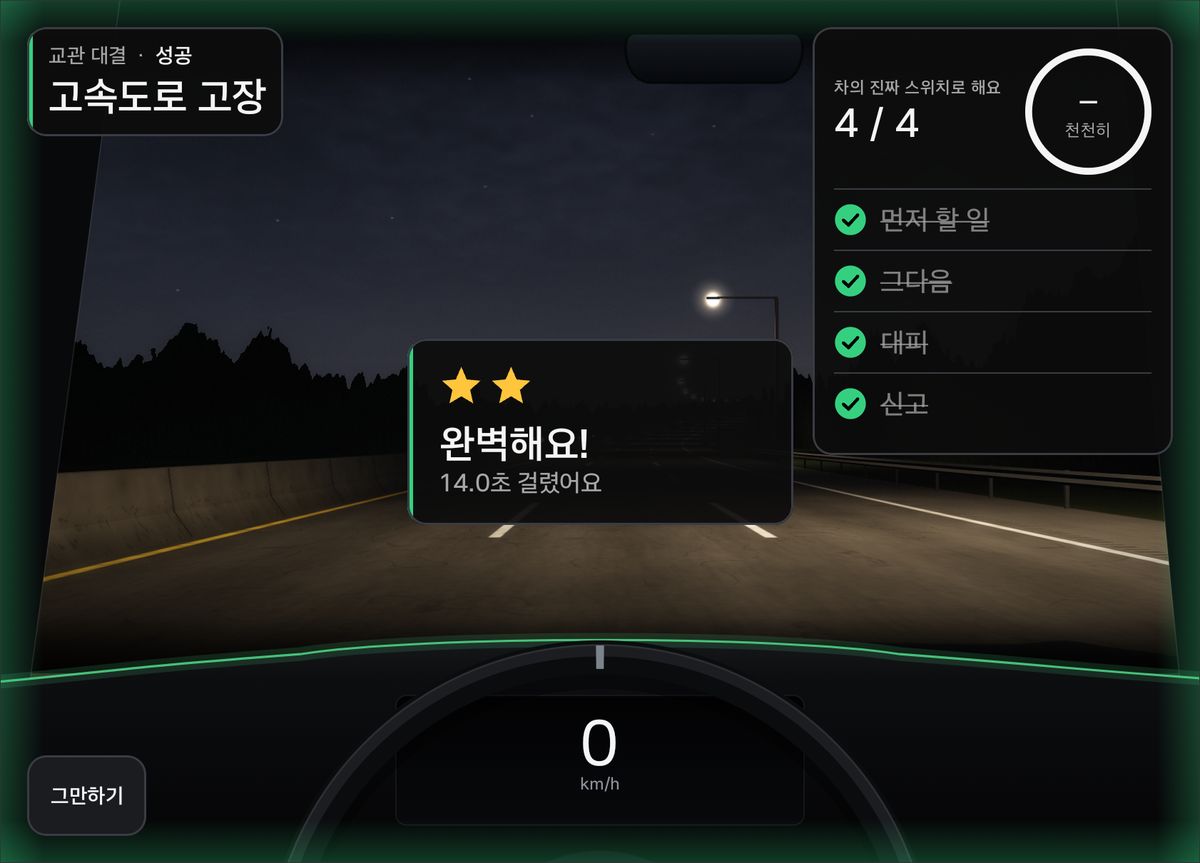 교관 대결 · 성공
고속도로 고장
차의 진짜 스위치로 해요
4 / 4
–
천천히
먼저 할 일
그다음
대피
신고
완벽해요!
14.0초 걸렸어요
0
km/h
그만하기